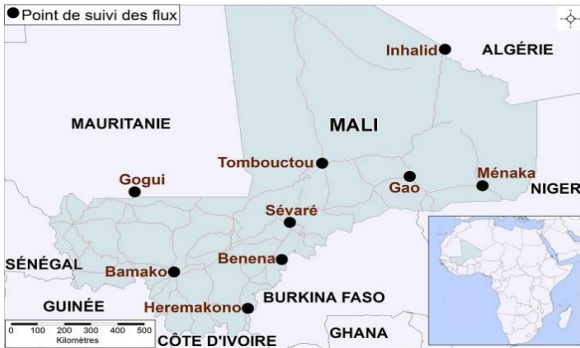 Point de suivi des flux
Inhalid
ALGÉRIE
MAURITANIE
MALI
Tombouctou
Gogui
Gao
Ménaka
NIGER
Sévaré
SÉNÉGAL
Bamako
Benena
GUINÉE
Heremakono
BURKINA FASO
0 100 200 300 400 500
Kilomètres
CÔTE D'IVOIRE
GHANA